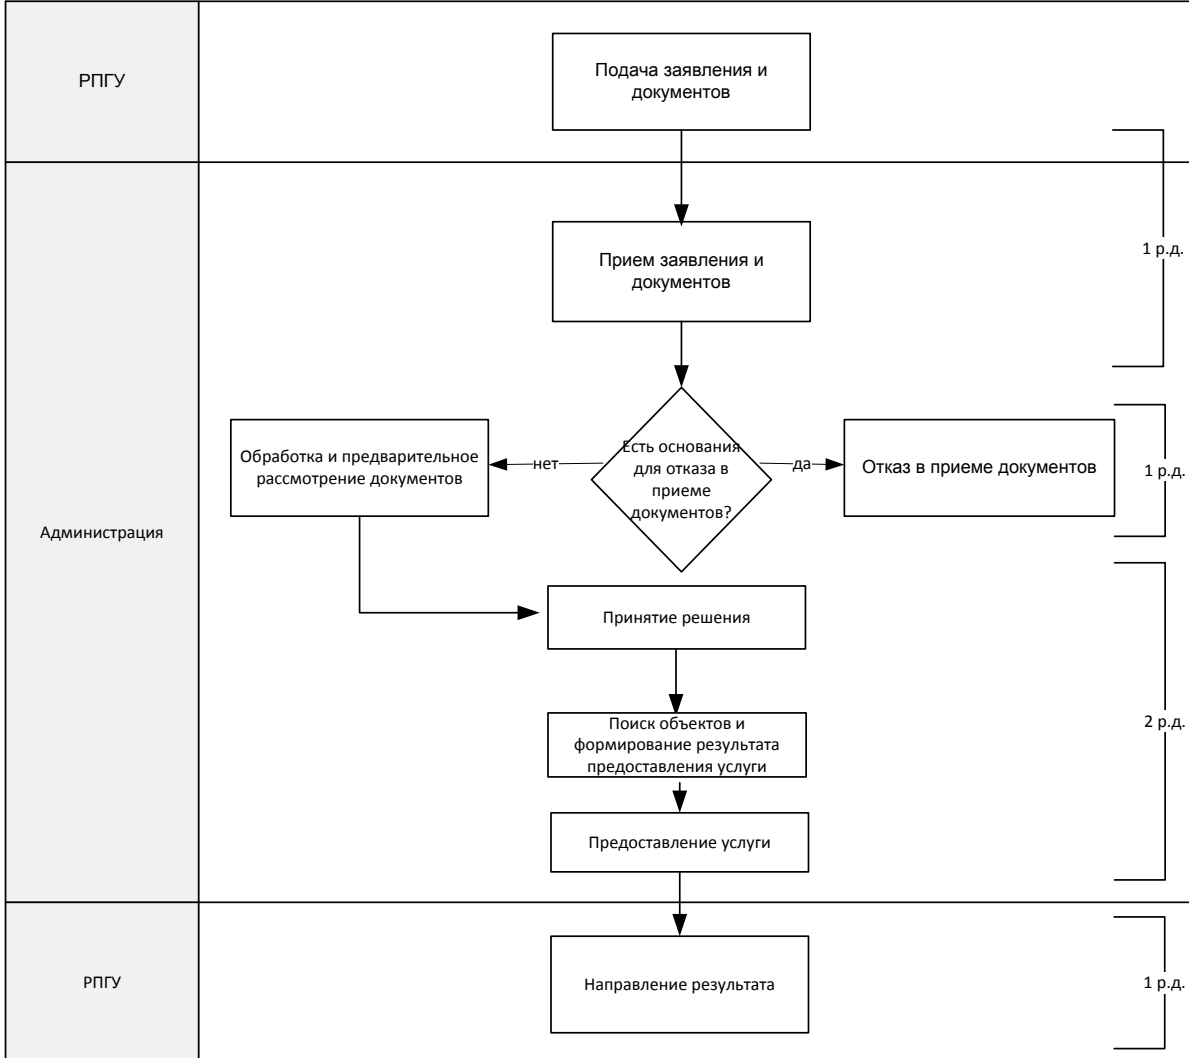 РПГУ
Подача заявления и
документов
Прием заявления и
документов
1 р.д.
Администрация
Обработка и предварительное
рассмотрение документов
нет
Есть основания
для отказа в
приеме
документов?
да
Отказ в приеме документов
1 р.д.
Принятие решения
Поиск объектов и
формирование результата
предоставления услуги
2 р.д.
Предоставление услуги
РПГУ
Направление результата
1 р.д.